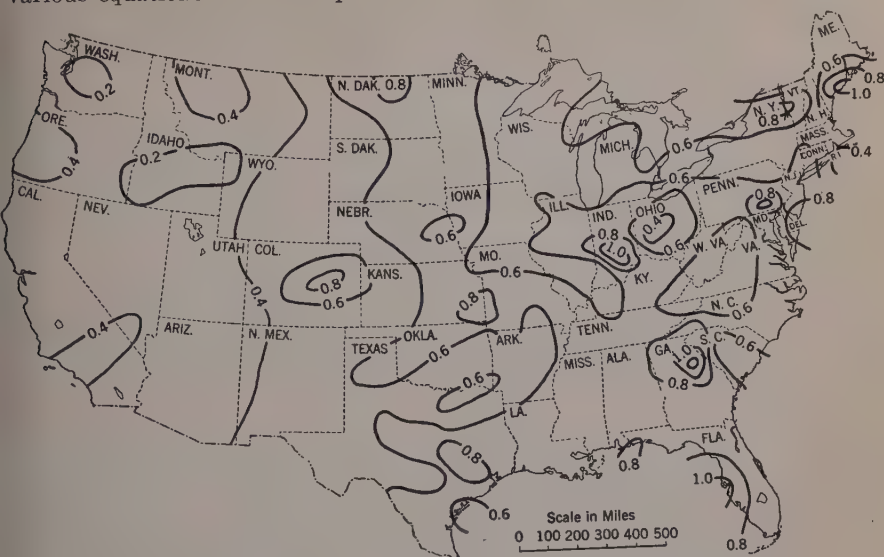 WASH.
0.2
ORE.
0.4
MONT.
0.4
IDAHO
0.2
WYO.
CAL.
NEV.
UTAH
COL.
0.4
0.4
ARIZ.
N. MEX.
N. DAK.
0.8
MINN.
S. DAK.
NEBR.
IOWA
0.6
0.8
0.6
KANS.
MO.
0.6
0.8
OKLA.
TEXAS
0.6
ARK.
0.6
LA.
0.8
0.6
WIS.
MICH.
0.6
0.6
ILL.
IND.
0.8
1.0
OHIO
0.4
0.6
KY.
W. VA.
VA.
N. C.
0.6
TENN.
MISS.
ALA.
GA.
1.0
0.8
S. C.
0.6
FLA.
0.8
1.0
0.8
PENN.
0.8
MD.
DEL.
0.8
N.J.
N. Y.
0.8
VT.
N. H.
MASS.
CONN.
R I
0.4
ME.
0.6
0.8
1.0
Scale in Miles
0 100 200 300 400 500